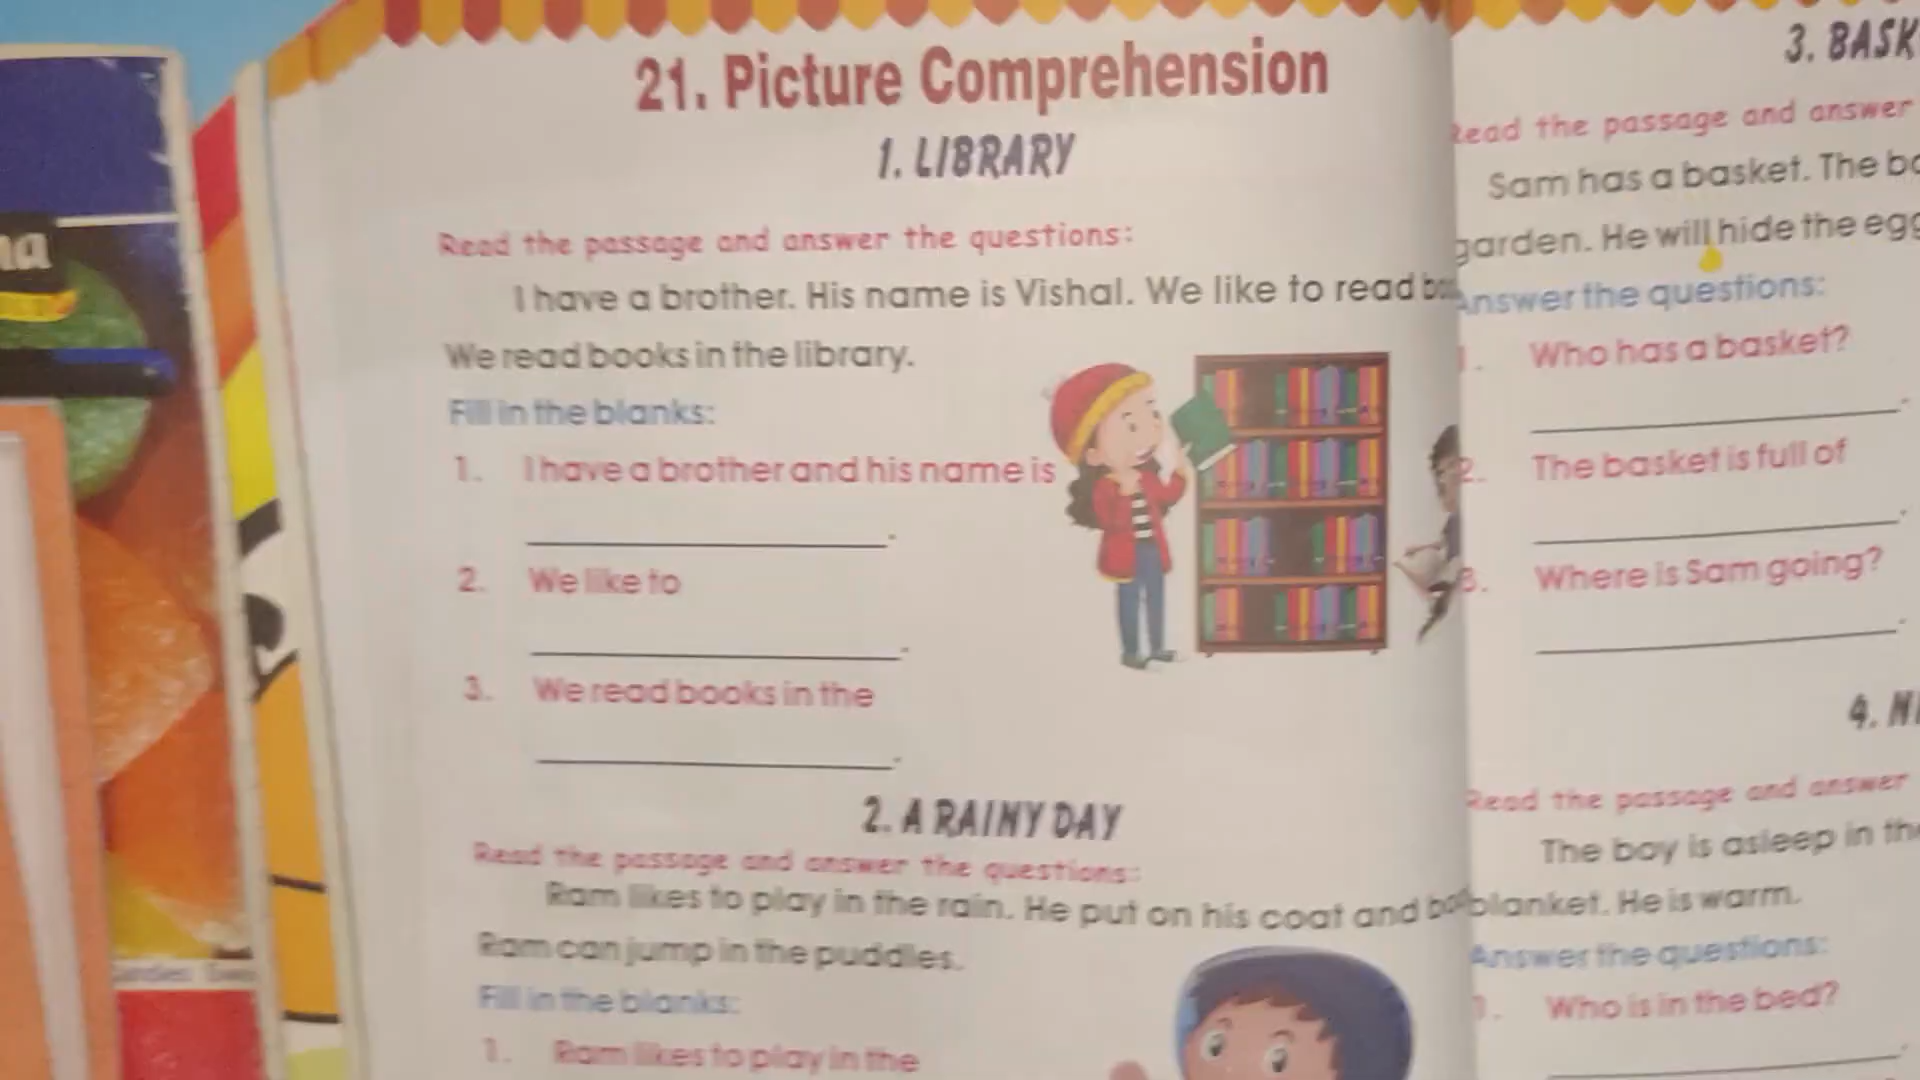 21. Picture Comprehension
1. LIBRARY
Read the passage and answer the questions:
I have a brother. His name is Vishal. We like to read
We read books in the library.
Fill in the blanks:
1. I have a brother and his name is
2. We like to
3. We read books in the
2. A RAINY DAY
Read the passage and answer the questions:
Ram likes to play in the rain. He put on his coat and
Ram can jump in the puddles.
Fill in the blanks:
1. Ram likes to play in the
3.
Read the passage and answer
Sam has a basket. The
garden. He will hide the
Answer the questions:
1. Who has a basket?
2. The basket is full of
3. Where is Sam going?
4.
Read the passage and answer
The boy is asleep in
blanket. He is warm.
Answer the questions:
1. Who is in the bed?